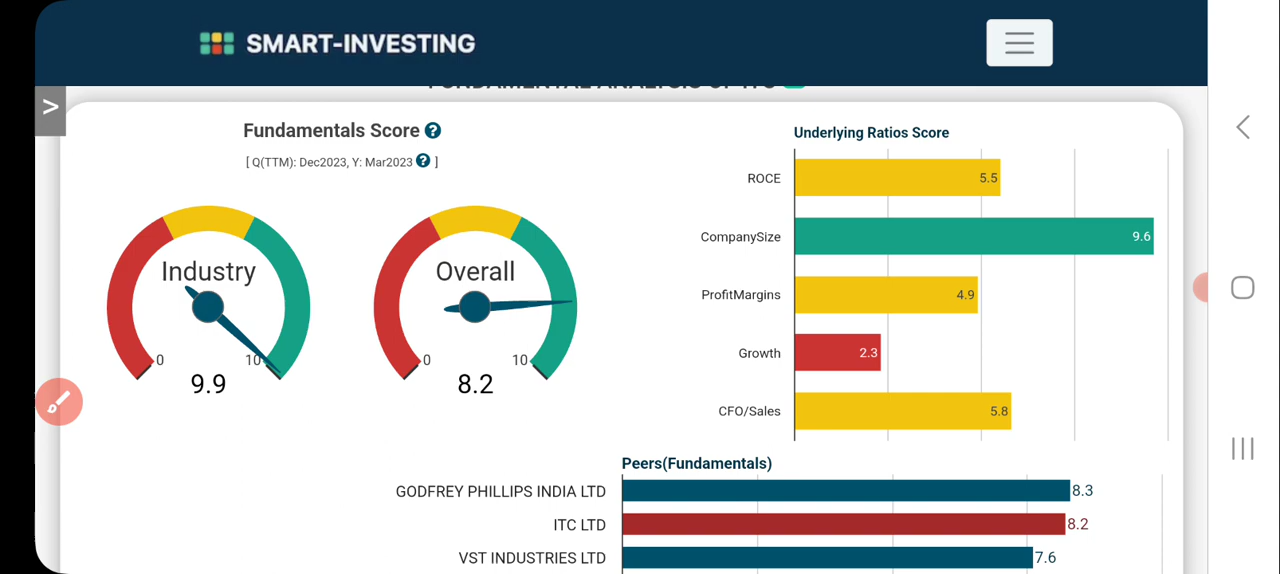 SMART-INVESTING
>
Fundamentals Score ?
[ Q(TTM): Dec2023, Y: Mar2023 ? ]
Industry
0
10
9.9
Overall
0
10
8.2
Underlying Ratios Score
ROCE 5.5
CompanySize 9.6
ProfitMargins 4.9
Growth 2.3
CFO/Sales 5.8
Peers(Fundamentals)
GODFREY PHILLIPS INDIA LTD 8.3
ITC LTD 8.2
VST INDUSTRIES LTD 7.6